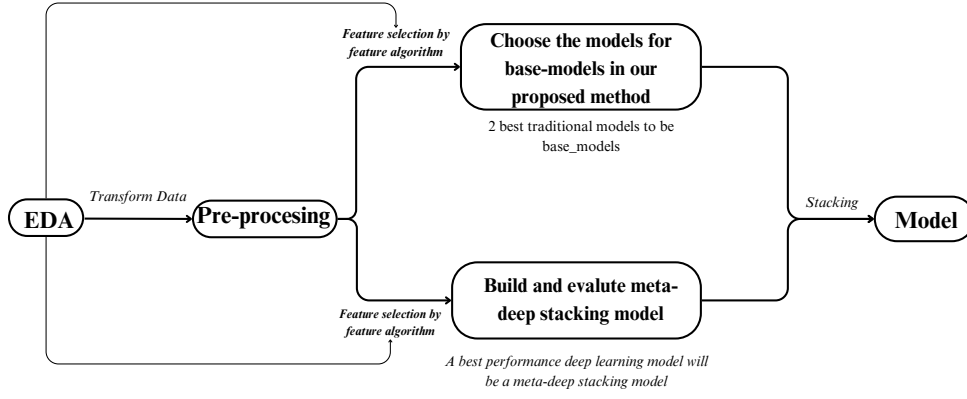 Feature selection by
feature algorithm
Choose the models for
base-models in our
proposed method
2 best traditional models to be
base_models
EDA
Transform Data
Pre-procesing
Stacking
Model
Feature selection by
feature algorithm
Build and evalute meta-
deep stacking model
A best performance deep learning model will
be a meta-deep stacking model